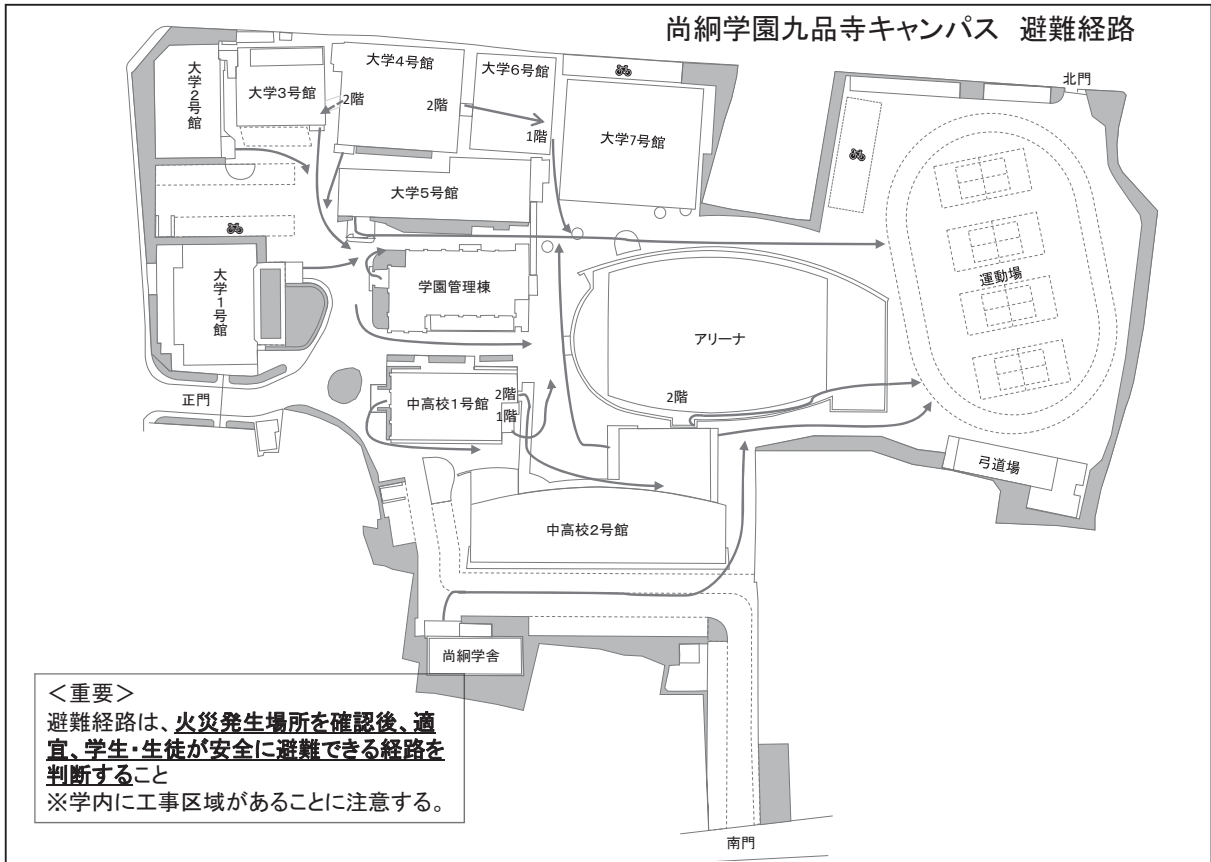 尚絅学園九品寺キャンパス　避難経路
大学2号館
大学3号館
大学4号館
大学6号館
北門
2階
2階
1階
大学7号館
大学5号館
大学1号館
学園管理棟
運動場
アリーナ
正門
中高校1号館
2階
1階
2階
弓道場
中高校2号館
尚絅学舎
＜重要＞
避難経路は、火災発生場所を確認後、適
宜、学生・生徒が安全に避難できる経路を
判断すること
※学内に工事区域があることに注意する。
南門